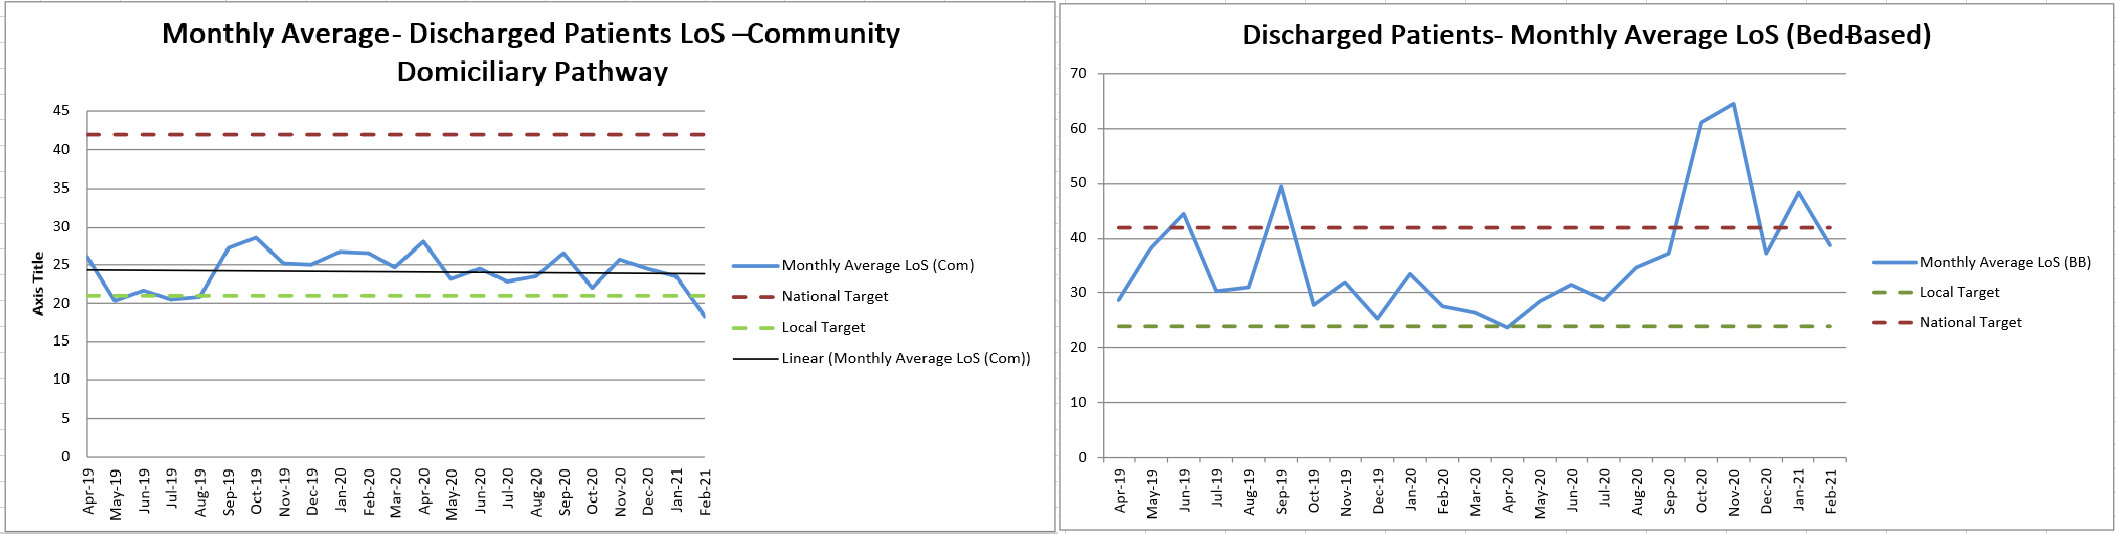 Monthly Average- Discharged Patients LoS –Community
Domiciliary Pathway
45
40
35
30
25
20
15
10
5
0
Axis Title
Apr-19
May-19
Jun-19
Jul-19
Aug-19
Sep-19
Oct-19
Nov-19
Dec-19
Jan-20
Feb-20
Mar-20
Apr-20
May-20
Jun-20
Jul-20
Aug-20
Sep-20
Oct-20
Nov-20
Dec-20
Jan-21
Feb-21
Monthly Average LoS (Com)
National Target
Local Target
Linear (Monthly Average LoS (Com))
Discharged Patients- Monthly Average LoS (Bed-Based)
70
60
50
40
30
20
10
0
Apr-19
May-19
Jun-19
Jul-19
Aug-19
Sep-19
Oct-19
Nov-19
Dec-19
Jan-20
Feb-20
Mar-20
Apr-20
May-20
Jun-20
Jul-20
Aug-20
Sep-20
Oct-20
Nov-20
Dec-20
Jan-21
Feb-21
Monthly Average LoS (BB)
Local Target
National Target